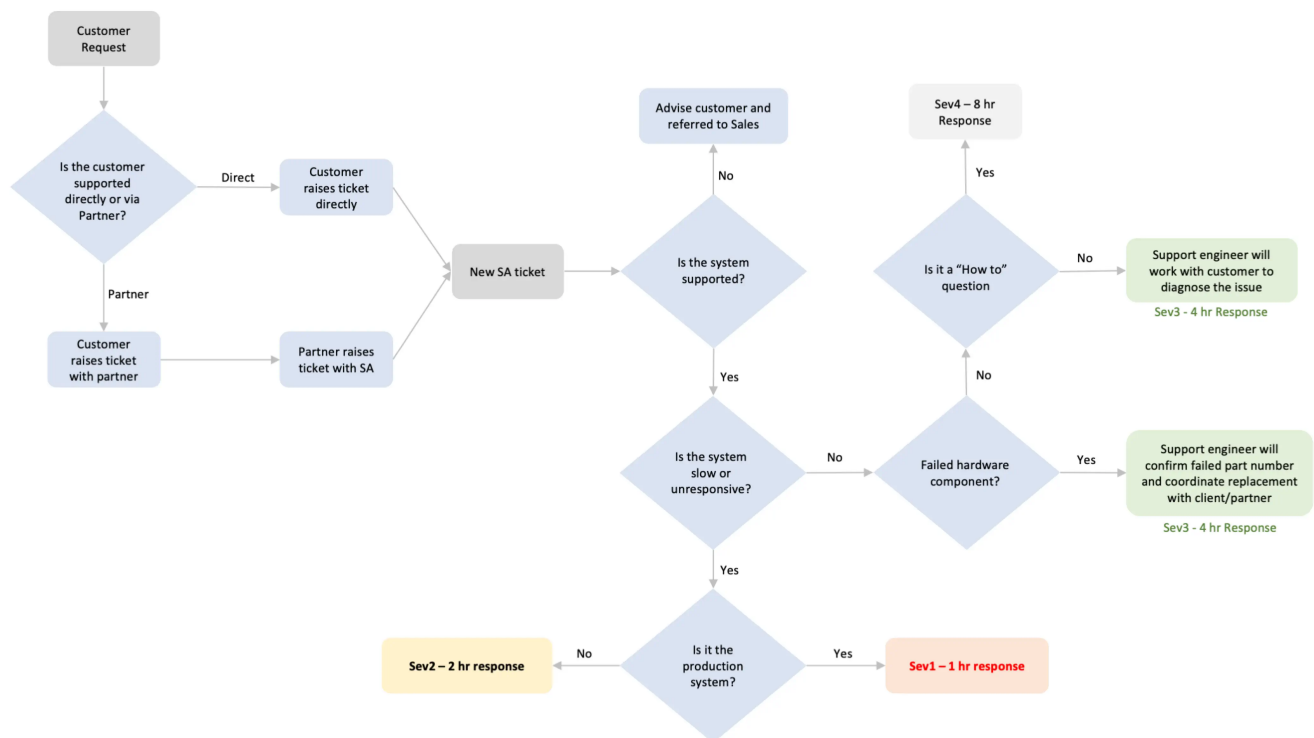 Customer
Request
Is the customer
supported
directly or via
Partner?
Direct
Customer
raises ticket
directly
Partner
Customer
raises ticket
with partner
Partner raises
ticket with SA
New SA ticket
Advise customer and
referred to Sales
No
Is the system
supported?
Yes
Is the system
slow or
unresponsive?
No
Yes
Is it the
production
system?
No
Sev2 – 2 hr response
Yes
Sev1 – 1 hr response
Failed hardware
component?
Yes
Support engineer will
confirm failed part number
and coordinate replacement
with client/partner
Sev3 - 4 hr Response
No
Is it a “How to”
question
No
Support engineer will
work with customer to
diagnose the issue
Sev3 - 4 hr Response
Yes
Sev4 – 8 hr
Response